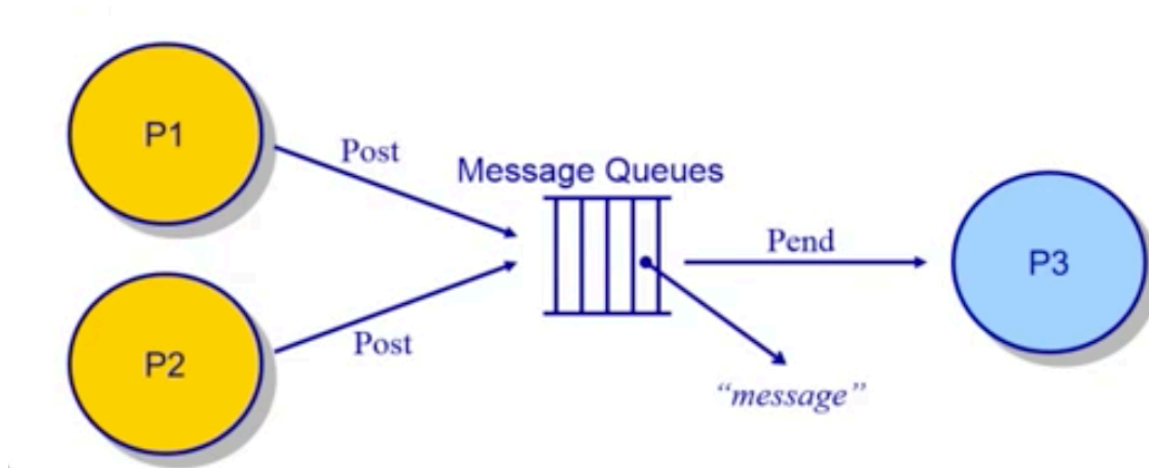 P1
Post
Message Queues
Pend
P3
Post
P2
“message”